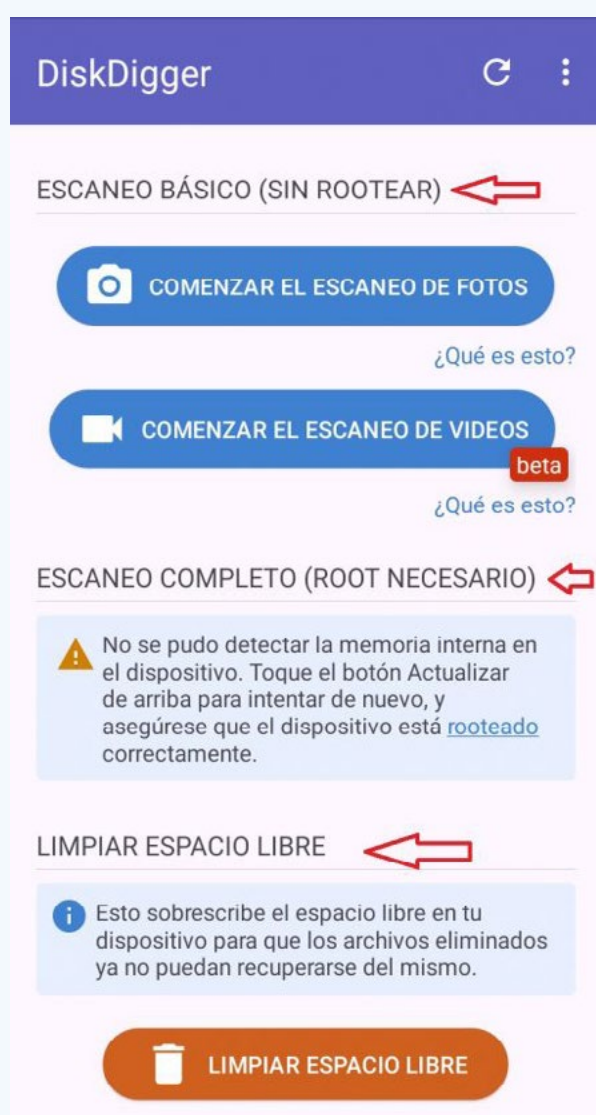 DiskDigger
ESCANEO BÁSICO (SIN ROOTEAR)
COMENZAR EL ESCANEO DE FOTOS
¿Qué es esto?
COMENZAR EL ESCANEO DE VIDEOS
beta
¿Qué es esto?
ESCANEO COMPLETO (ROOT NECESARIO)
No se pudo detectar la memoria interna en
el dispositivo. Toque el botón Actualizar
de arriba para intentar de nuevo, y
asegúrese que el dispositivo está rooteado
correctamente.
LIMPIAR ESPACIO LIBRE
Esto sobrescribe el espacio libre en tu
dispositivo para que los archivos eliminados
ya no puedan recuperarse del mismo.
LIMPIAR ESPACIO LIBRE